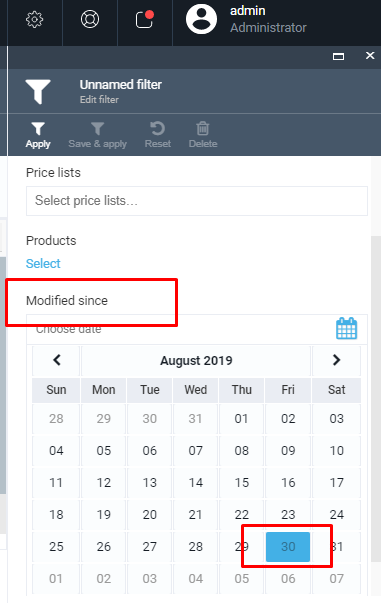 admin
Administrator
Unnamed filter
Edit filter
Apply Save & apply Reset Delete
Price lists
Select price lists...
Products
Select
Modified since
Choose date
August 2019
Sun Mon Tue Wed Thu Fri Sat
28 29 30 31 01 02 03
04 05 06 07 08 09 10
11 12 13 14 15 16 17
18 19 20 21 22 23 24
25 26 27 28 29 30 31
01 02 03 04 05 06 07